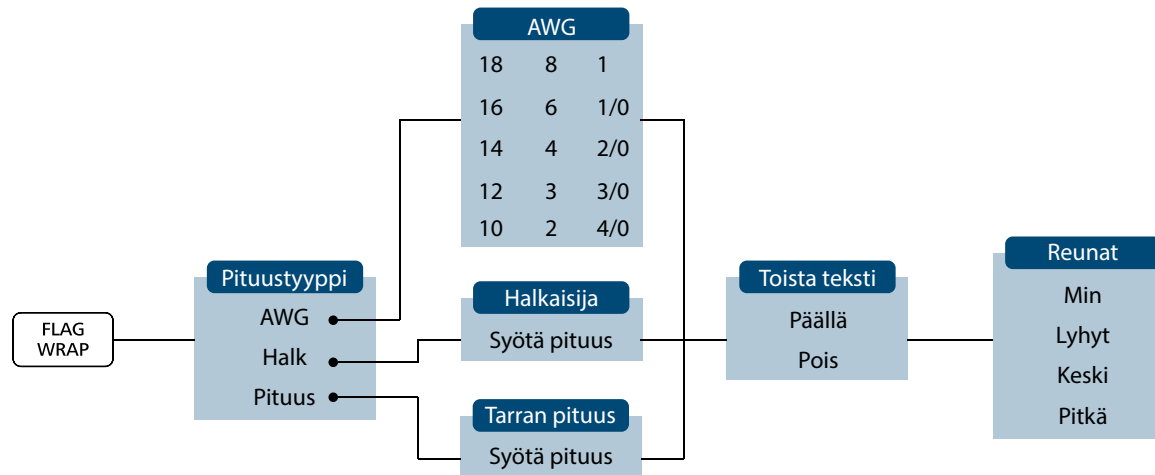 FLAG
WRAP
Pituustyyppi
AWG
Halk
Pituus
AWG
18 8 1
16 6 1/0
14 4 2/0
12 3 3/0
10 2 4/0
Halkaisija
Syötä pituus
Tarran pituus
Syötä pituus
Toista teksti
Päällä
Pois
Reunat
Min
Lyhyt
Keski
Pitkä